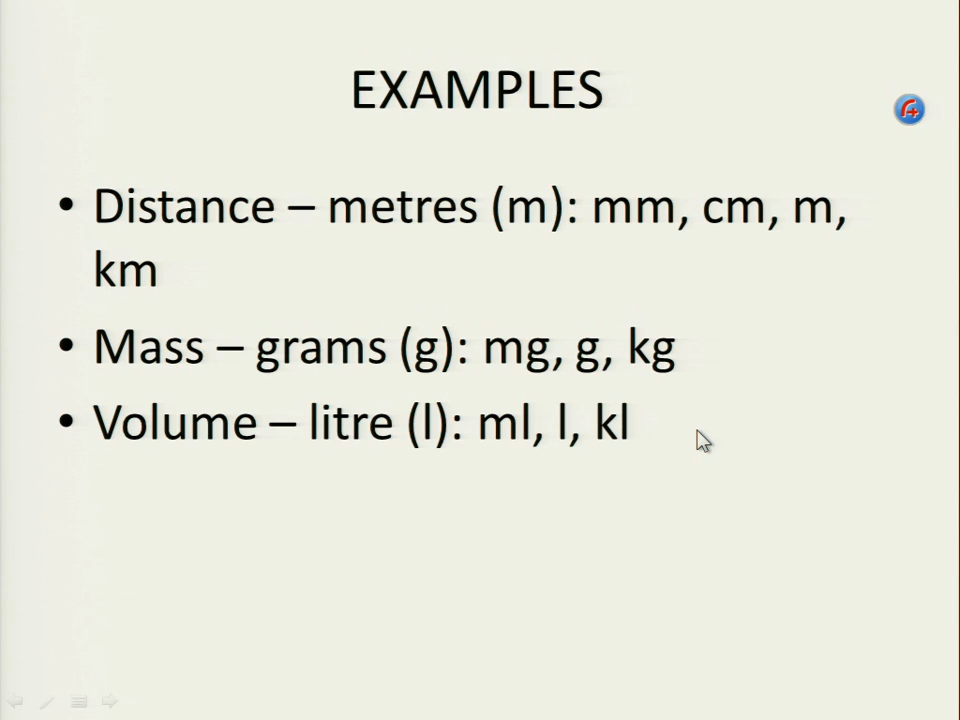 EXAMPLES
• Distance – metres (m): mm, cm, m,
km
• Mass – grams (g): mg, g, kg
• Volume – litre (l): ml, l, kl